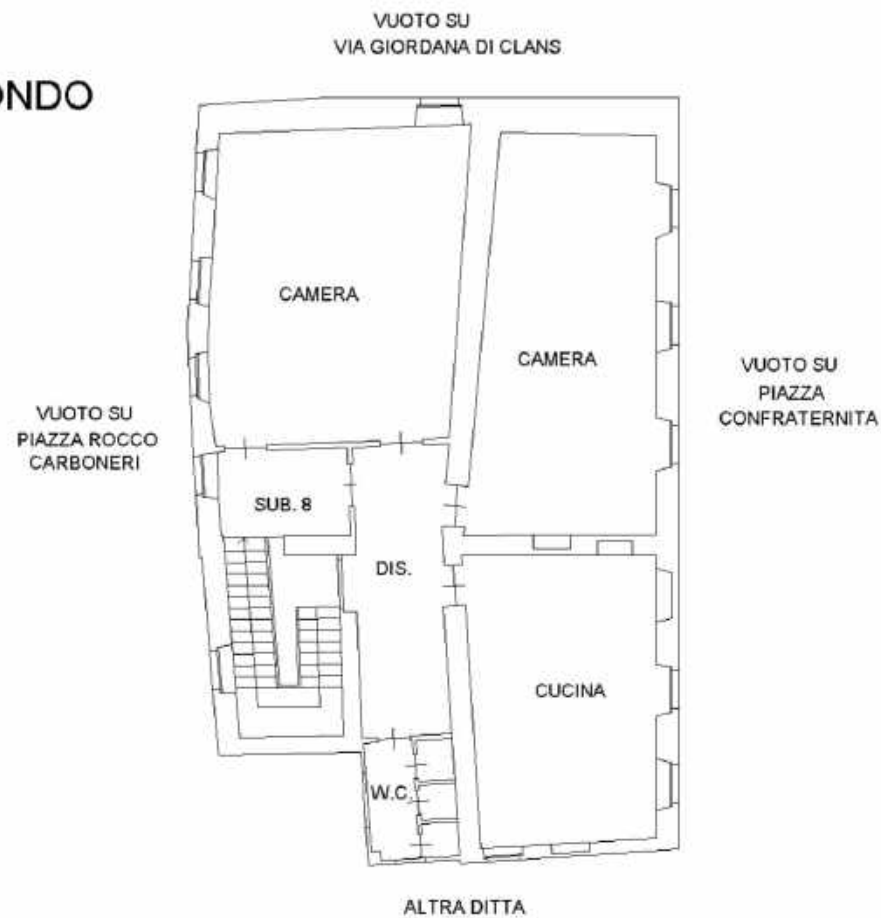 VUOTO SU
VIA GIORDANA DI CLANS
ONDO
CAMERA
CAMERA
VUOTO SU
PIAZZA
CONFRATERNITA
VUOTO SU
PIAZZA ROCCO
CARBONERI
SUB. 8
DIS.
CUCINA
W.C.
ALTRA DITTA